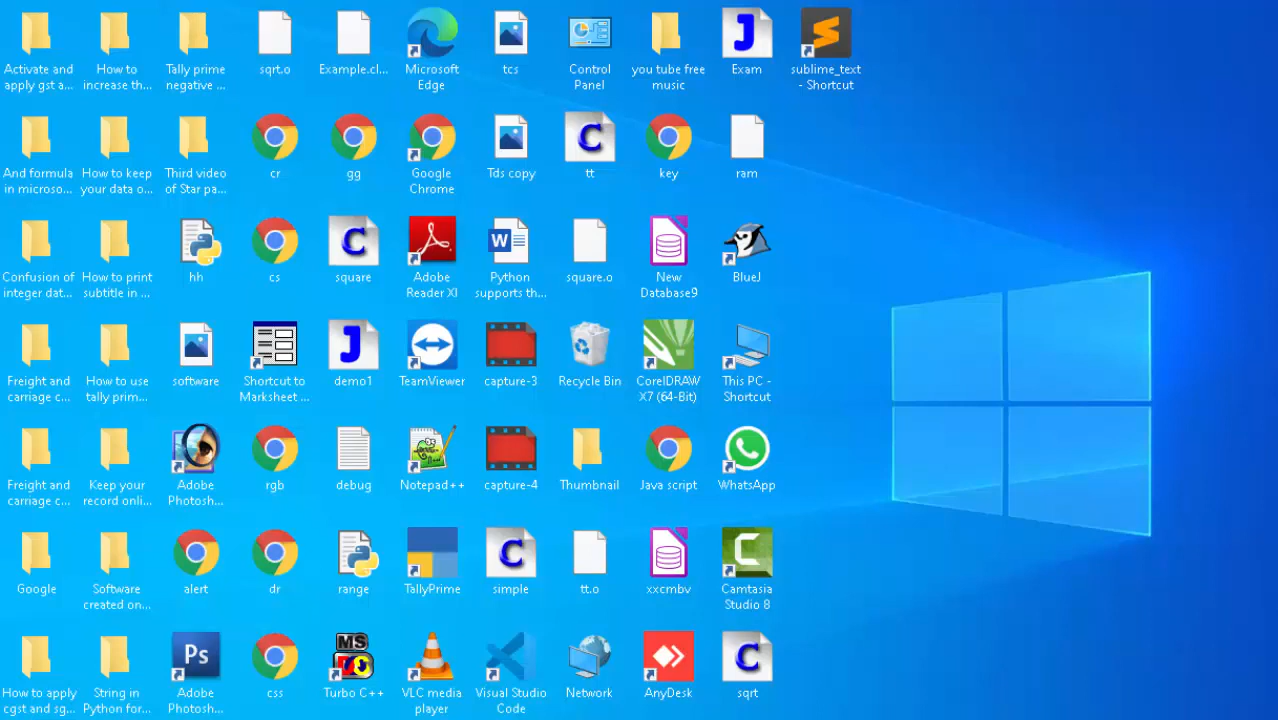 Activate and
apply gst a...
How to
increase th...
Tally prime
negative ...
sqrt.o
Example.cl...
Microsoft
Edge
tcs
Control
Panel
you tube free
music
Exam
sublime_text
- Shortcut
And formula
in microso...
How to keep
your data o...
Third video
of Star pa...
cr
gg
Google
Chrome
Tds copy
tt
key
ram
Confusion of
integer dat...
How to print
subtitle in ...
hh
cs
square
Adobe
Reader XI
Python
supports th...
square.o
New
Database9
BlueJ
Freight and
carriage c...
How to use
tally prim...
software
Shortcut to
Marksheet ...
demo1
TeamViewer
capture-3
Recycle Bin
CorelDRAW
X7 (64-Bit)
This PC -
Shortcut
Freight and
carriage c...
Keep your
record onli...
Adobe
Photosh...
rgb
debug
Notepad++
capture-4
Thumbnail
Java script
WhatsApp
Google
Software
created on...
alert
dr
range
TallyPrime
simple
tt.o
xxcmbv
Camtasia
Studio 8
How to apply
cgst and sg...
String in
Python for...
Adobe
Photosh...
css
Turbo C++
VLC media
player
Visual Studio
Code
Network
AnyDesk
sqrt